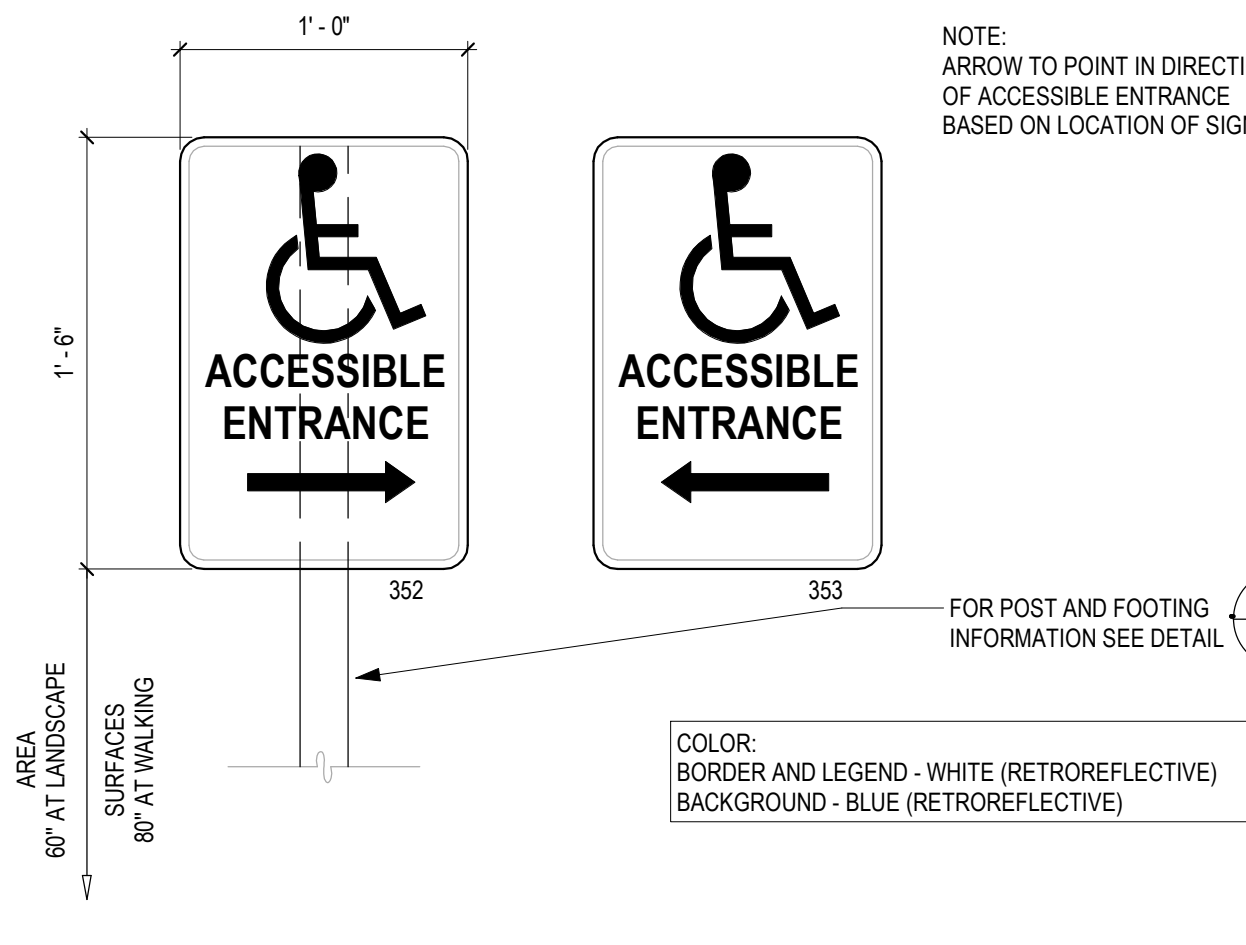 1' - 0"
NOTE:
ARROW TO POINT IN DIRECTI
OF ACCESSIBLE ENTRANCE
BASED ON LOCATION OF SIG
1' - 6"
ACCESSIBLE
ENTRANCE
352
ACCESSIBLE
ENTRANCE
353
FOR POST AND FOOTING
INFORMATION SEE DETAIL
AREA
60" AT LANDSCAPE
SURFACES
80" AT WALKING
COLOR:
BORDER AND LEGEND - WHITE (RETROREFLECTIVE)
BACKGROUND - BLUE (RETROREFLECTIVE)